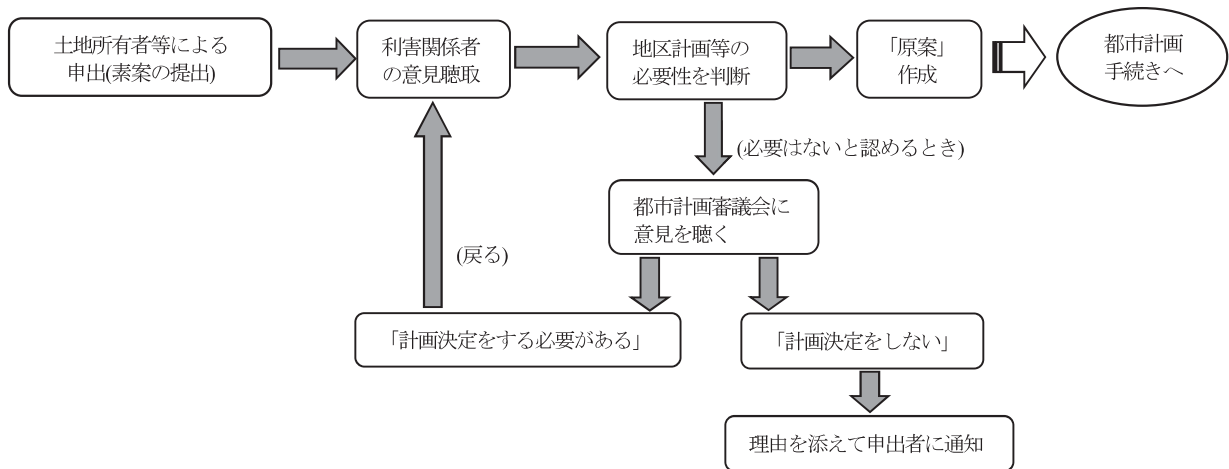 土地所有者等による
申出(素案の提出)
利害関係者
の意見聴取
地区計画等の
必要性を判断
「原案」
作成
都市計画
手続きへ
(必要はないと認めるとき)
都市計画審議会に
意見を聴く
(戻る)
「計画決定をする必要がある」
「計画決定をしない」
理由を添えて申出者に通知